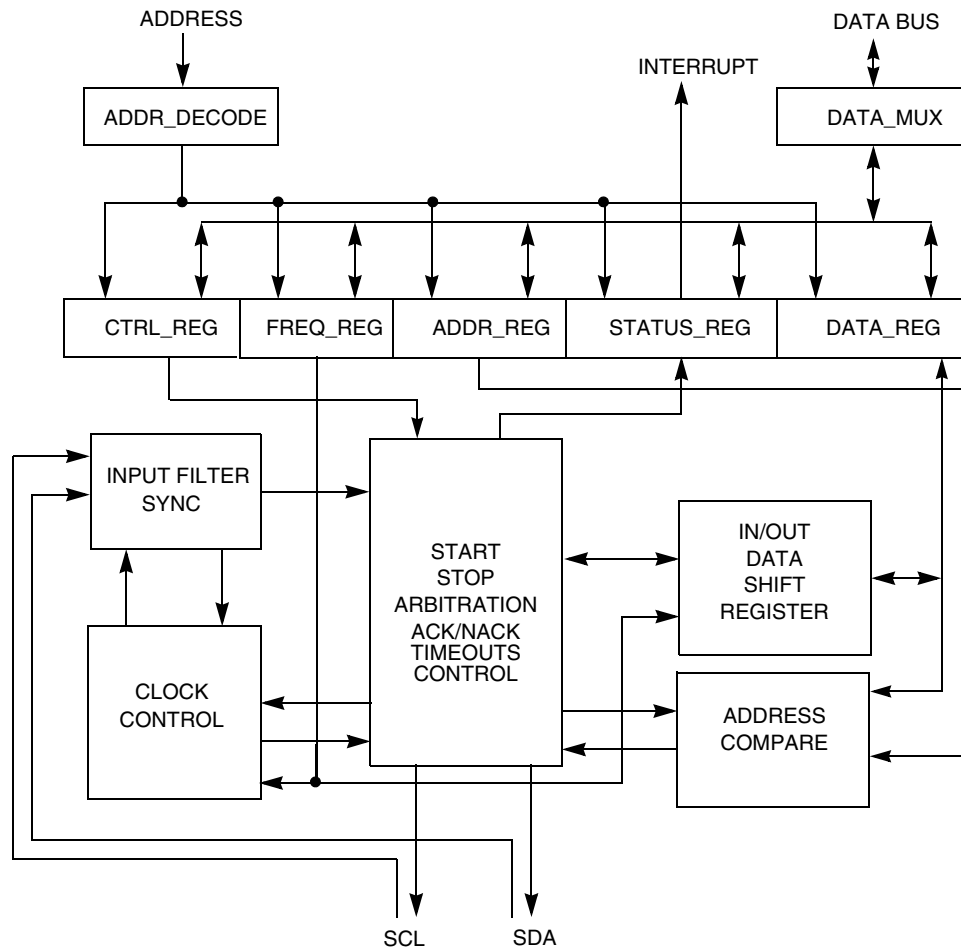 ADDRESS
DATA BUS
INTERRUPT
ADDR_DECODE
DATA_MUX
CTRL_REG
FREQ_REG
ADDR_REG
STATUS_REG
DATA_REG
INPUT FILTER
SYNC
START
STOP
ARBITRATION
ACK/NACK
TIMEOUTS
CONTROL
IN/OUT
DATA
SHIFT
REGISTER
CLOCK
CONTROL
ADDRESS
COMPARE
SCL
SDA